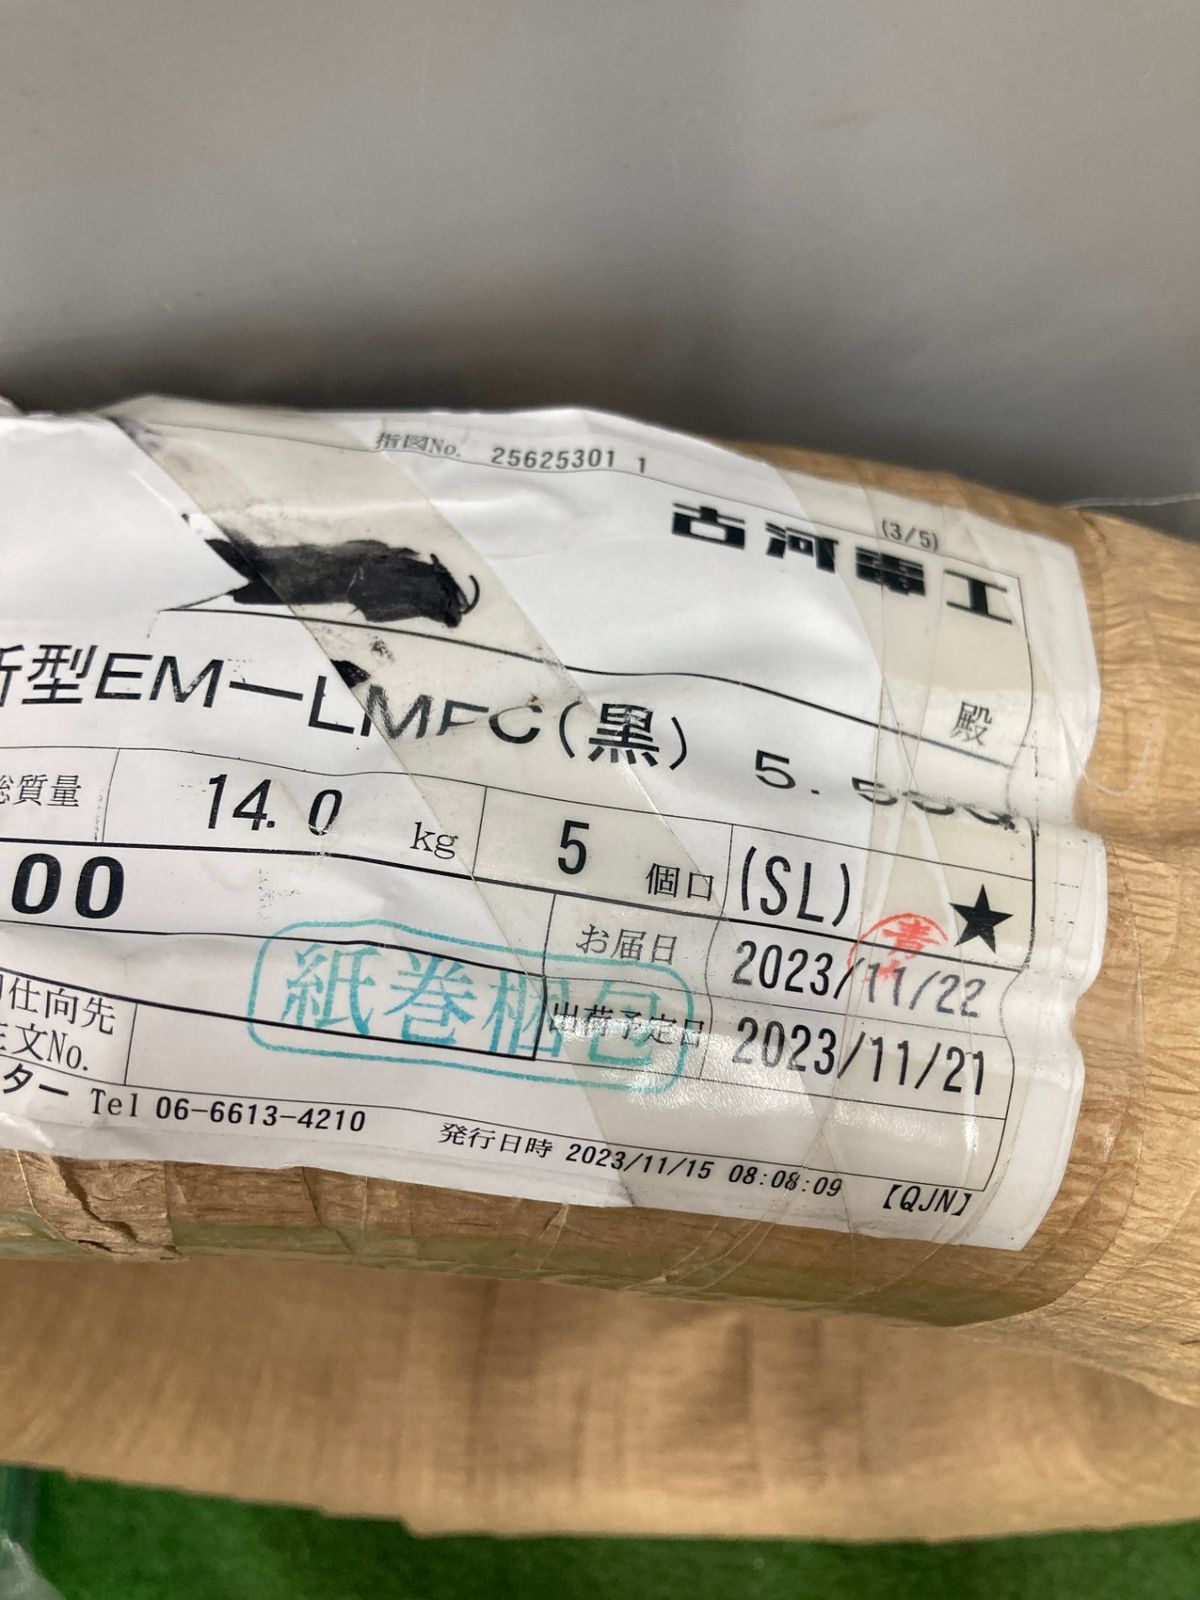 指図No. 25625301 1
(3/5)
古河電工
殿
新型EM-LMFC(黒) 5.5SQ
総質量 14.0 kg 5 個口 (SL) ★
00
お届日 2023/11/22
紙巻梱包
出荷予定日 2023/11/21
仕向先
注文No.
ター Tel 06-6613-4210
発行日時 2023/11/15 08:08:09 【QJN】